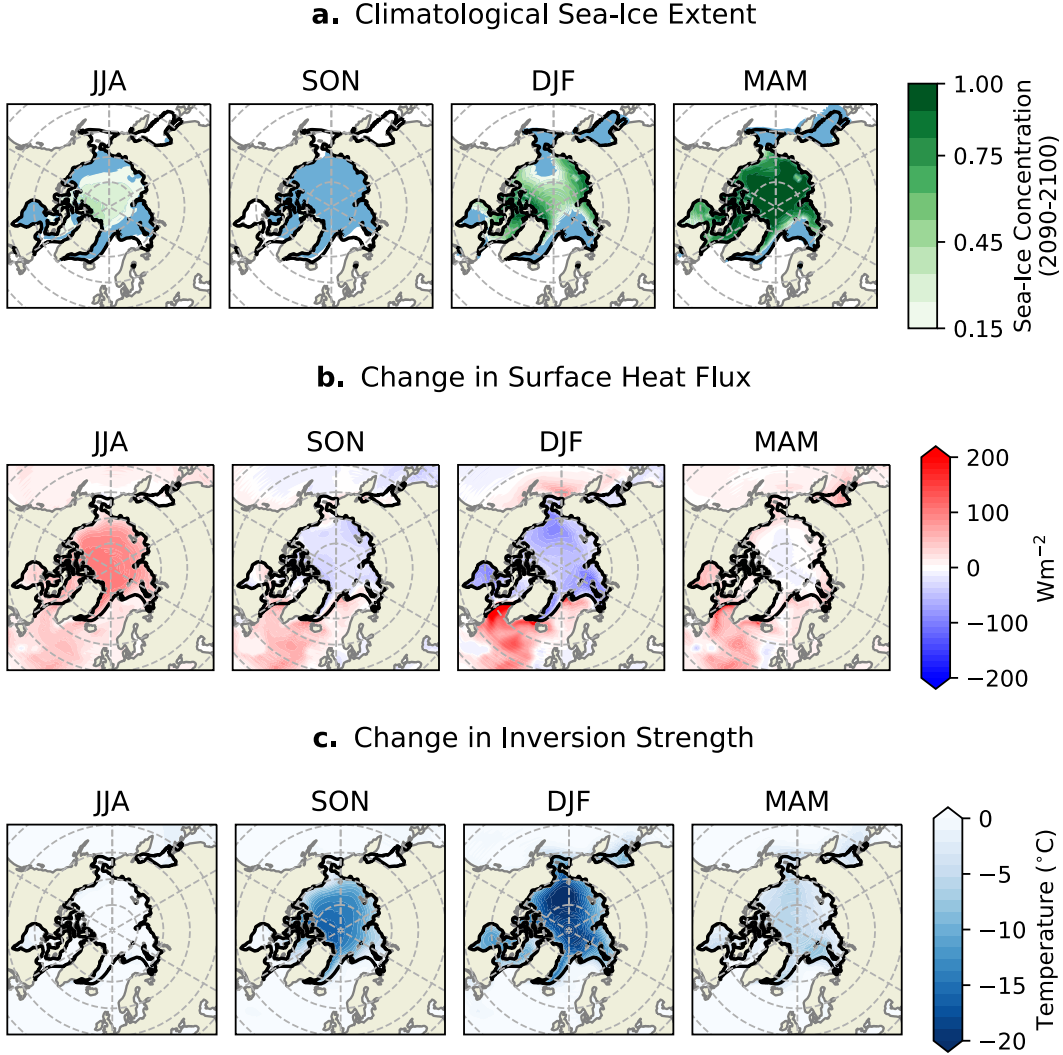 a. Climatological Sea-Ice Extent
JJA
SON
DJF
MAM
1.00
0.75
0.45
0.15
Sea-Ice Concentration
(2090-2100)
b. Change in Surface Heat Flux
JJA
SON
DJF
MAM
200
100
0
−100
−200
Wm⁻²
c. Change in Inversion Strength
JJA
SON
DJF
MAM
0
−5
−10
−15
−20
Temperature (°C)